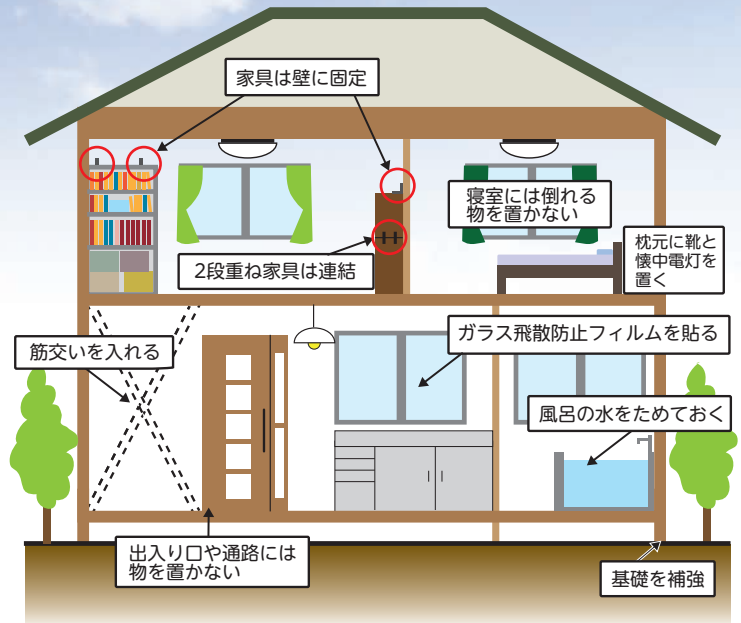 家具は壁に固定
寝室には倒れる
物を置かない
2段重ね家具は連結
枕元に靴と
懐中電灯を
置く
筋交いを入れる
ガラス飛散防止フィルムを貼る
風呂の水をためておく
出入り口や通路には
物を置かない
基礎を補強